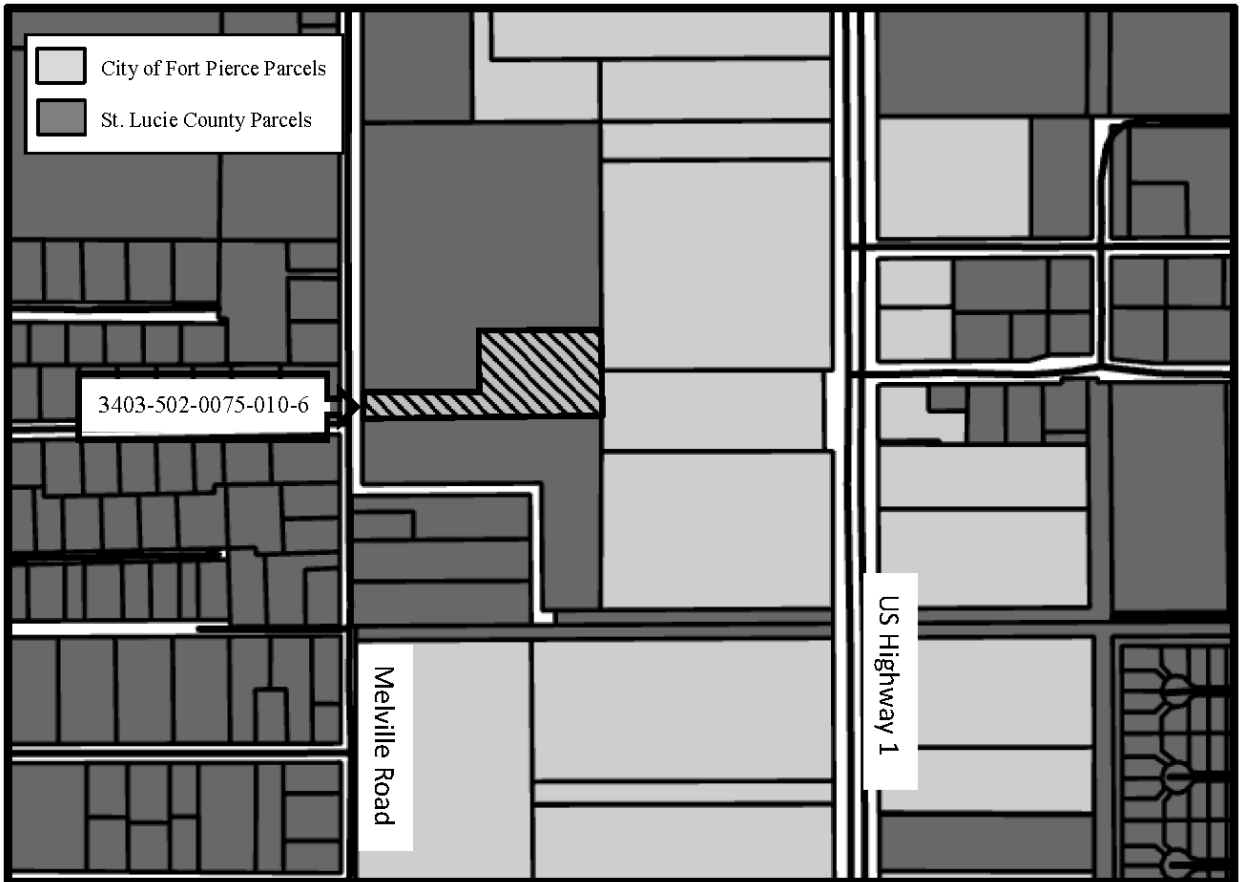 City of Fort Pierce Parcels
St. Lucie County Parcels
3403-502-0075-010-6
Melville Road
US Highway 1